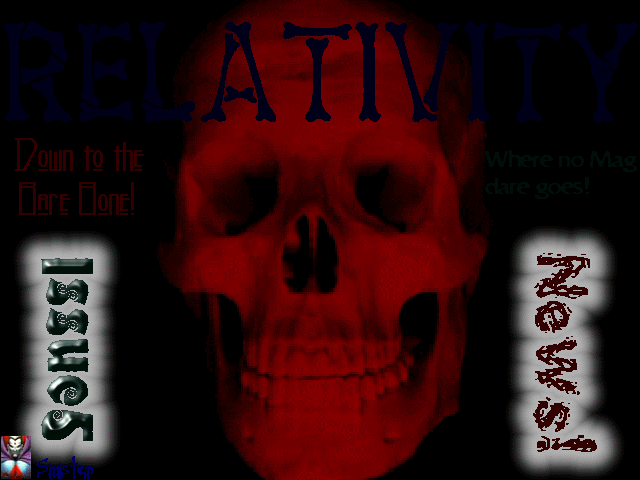 RELATIVITY
Down to the
Bare Bone!
Where no Mag
dare goes!
Issues
News!